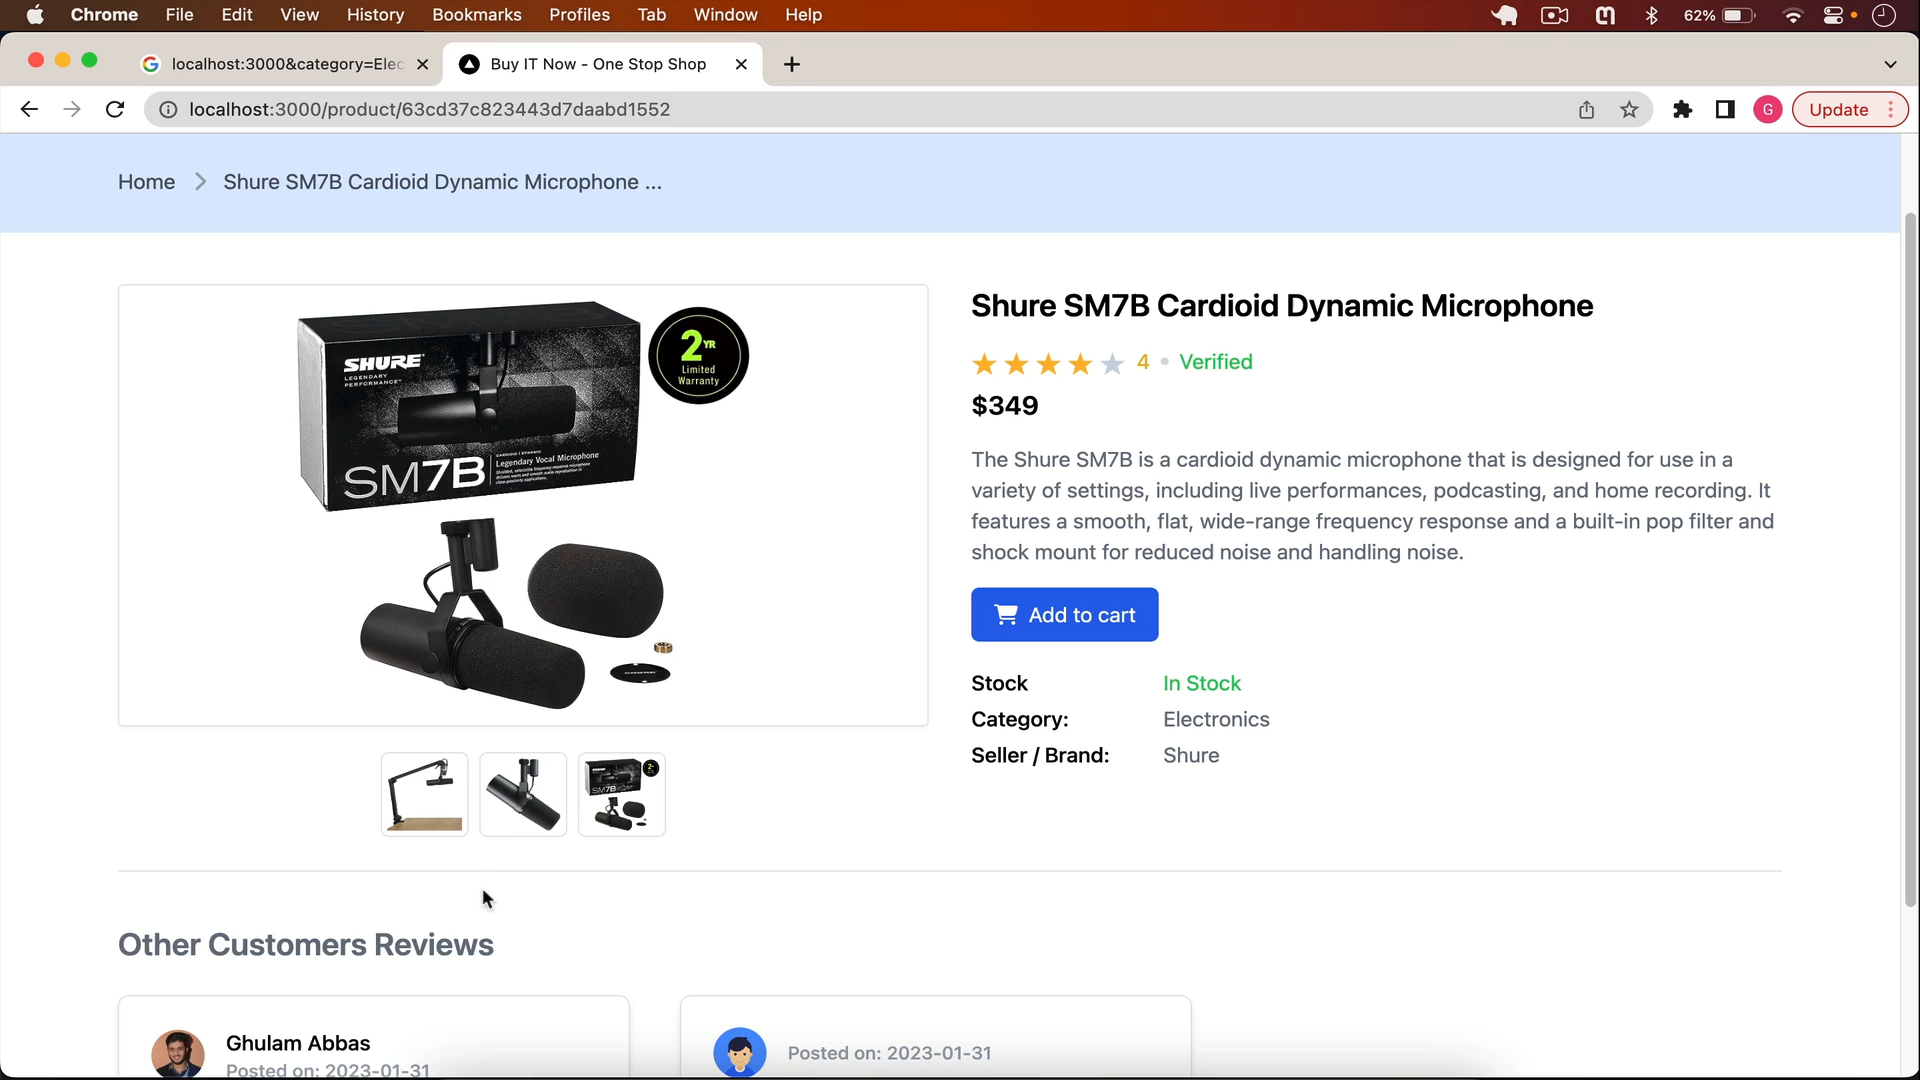 Chrome File Edit View History Bookmarks Profiles Tab Window Help 62%
localhost:3000&category=Elec
Buy IT Now - One Stop Shop
localhost:3000/product/63cd37c823443d7daabd1552
G
Update
Home
Shure SM7B Cardioid Dynamic Microphone ...
SHURE
LEGENDARY
PERFORMANCE™
SM7B
CARDIOID | DYNAMIC
Legendary Vocal Microphone
2 YR
Limited
Warranty
Shure SM7B Cardioid Dynamic Microphone
4 • Verified
$349
The Shure SM7B is a cardioid dynamic microphone that is designed for use in a
variety of settings, including live performances, podcasting, and home recording. It
features a smooth, flat, wide-range frequency response and a built-in pop filter and
shock mount for reduced noise and handling noise.
Add to cart
Stock In Stock
Category: Electronics
Seller / Brand: Shure
Other Customers Reviews
Ghulam Abbas
Posted on: 2023-01-31
Posted on: 2023-01-31